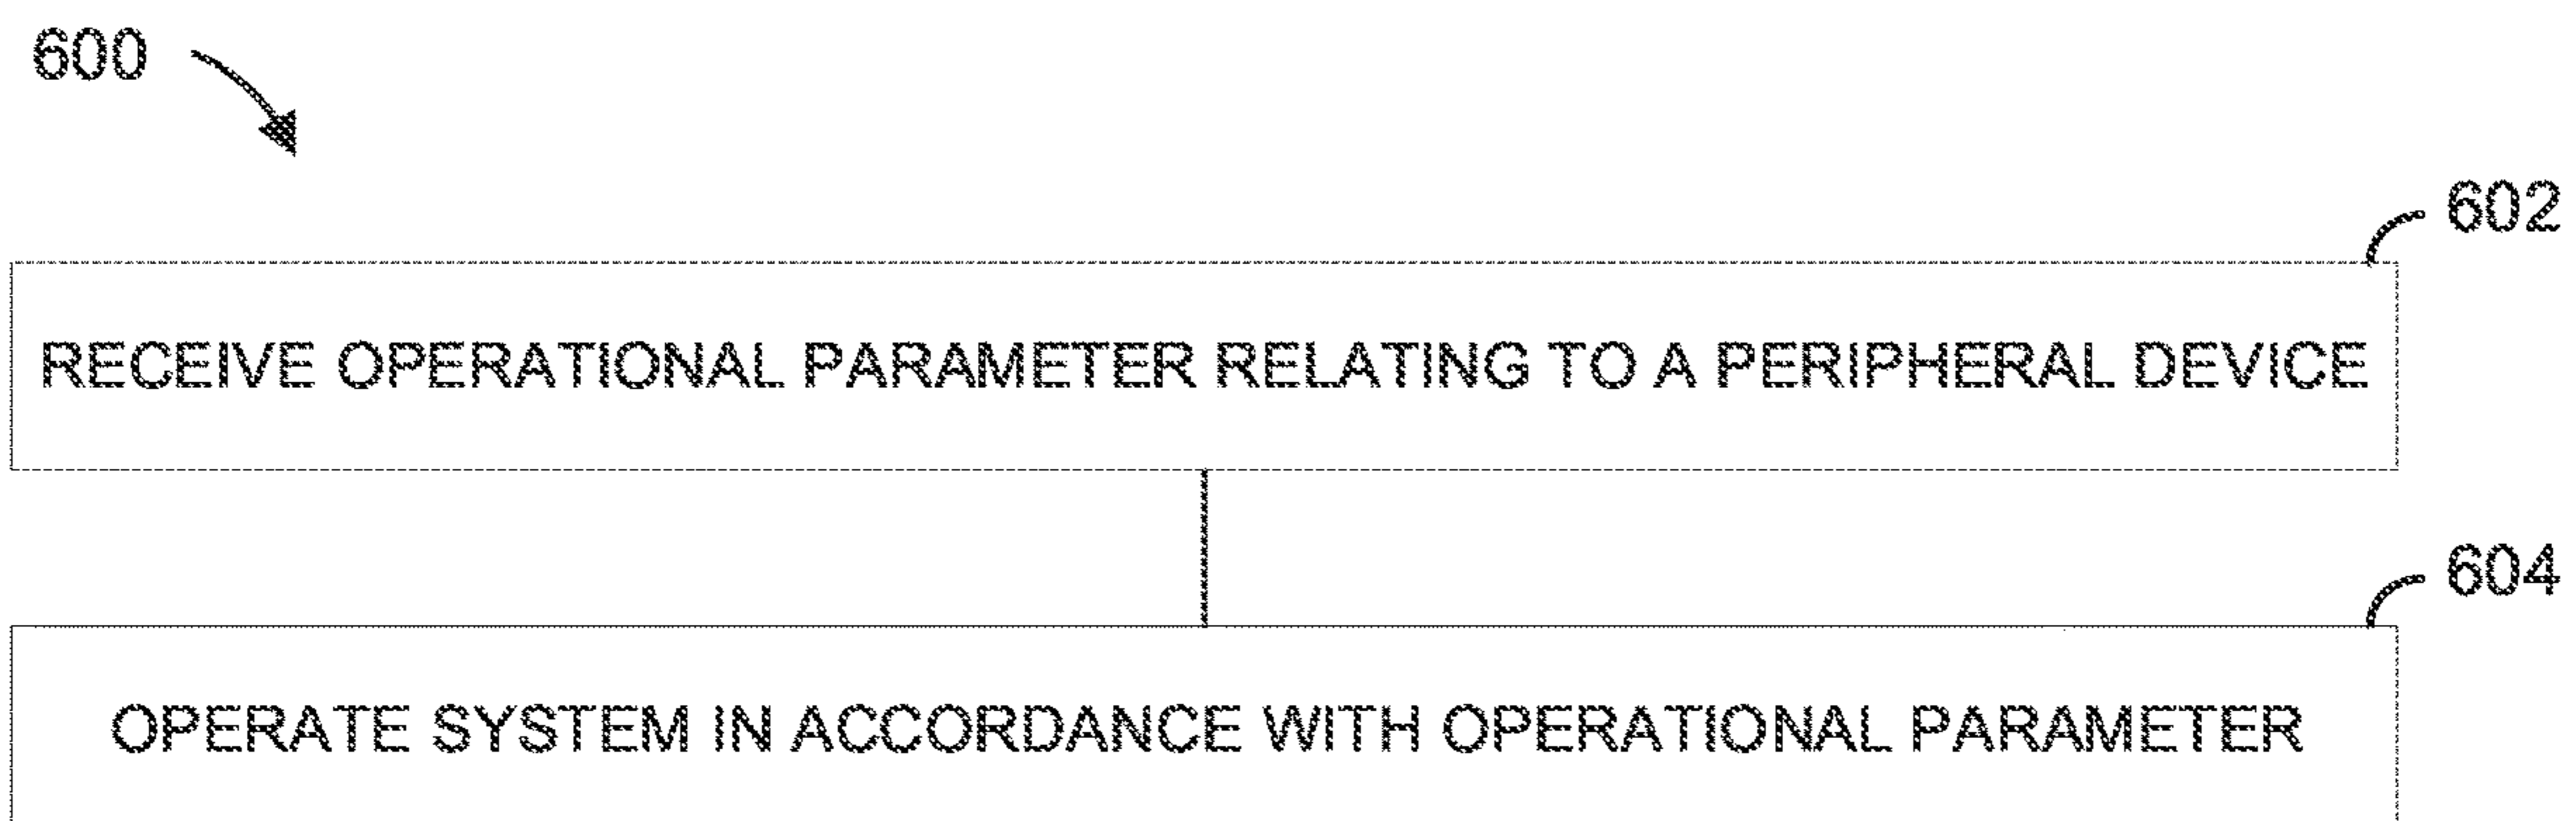 600
602
RECEIVE OPERATIONAL PARAMETER RELATING TO A PERIPHERAL DEVICE
604
OPERATE SYSTEM IN ACCORDANCE WITH OPERATIONAL PARAMETER